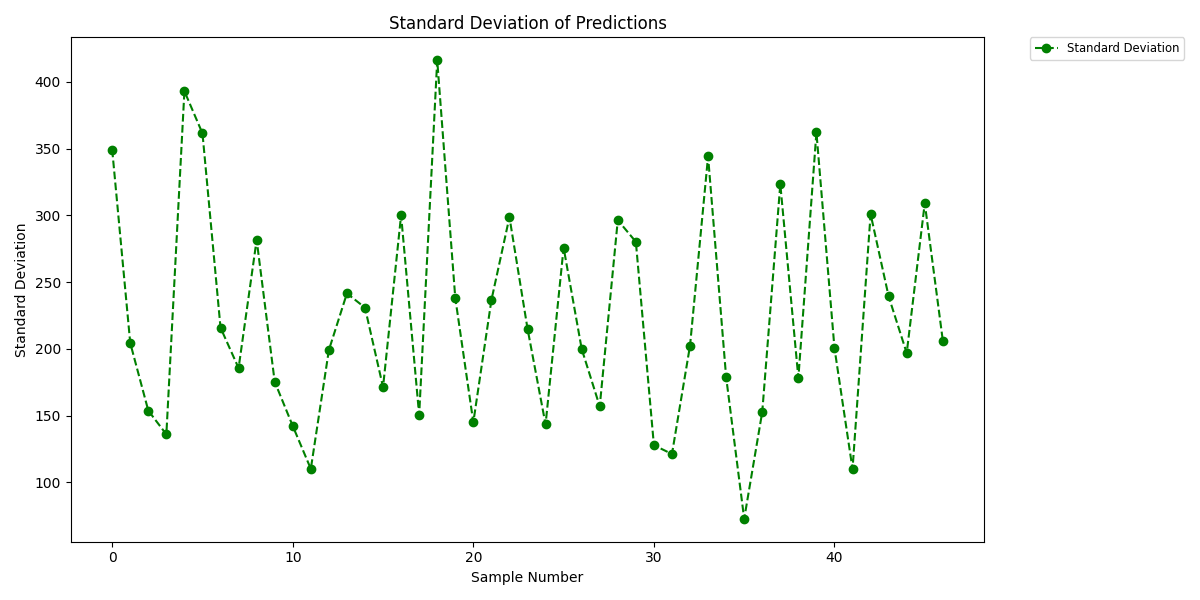 Standard Deviation of Predictions
Standard Deviation
400
350
300
250
200
150
100
Standard Deviation
0 10 20 30 40
Sample Number